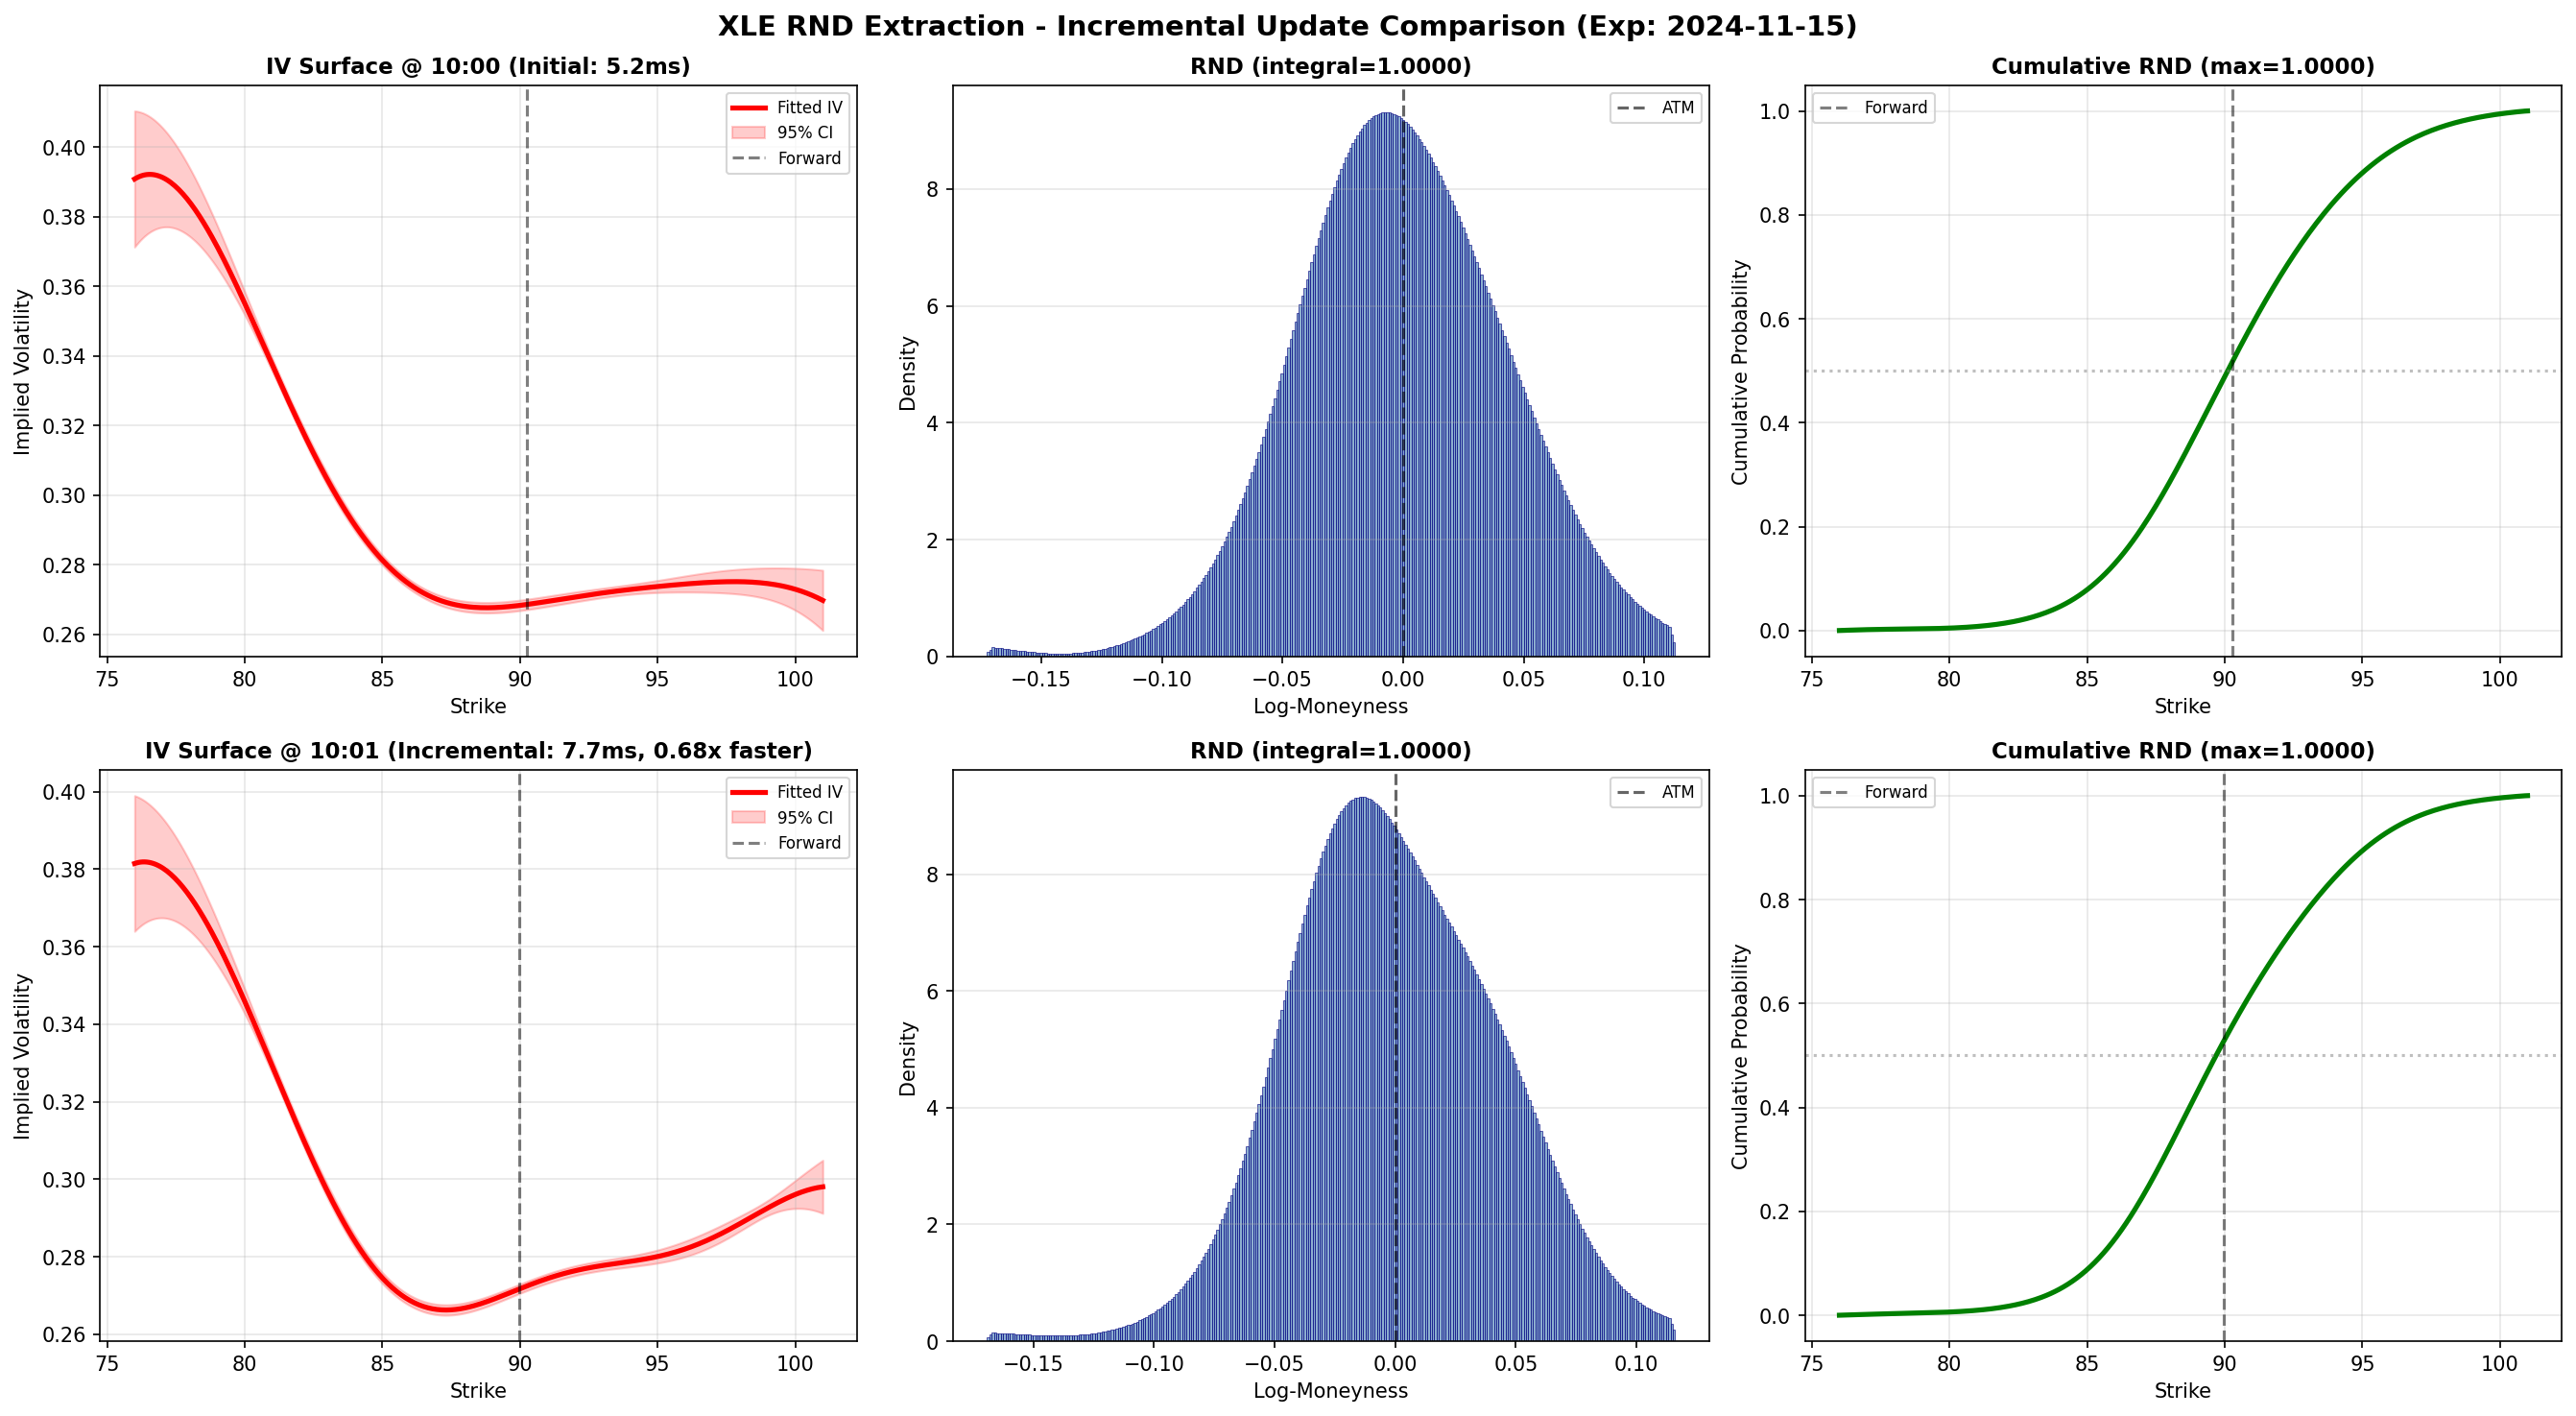 XLE RND Extraction - Incremental Update Comparison (Exp: 2024-11-15)
IV Surface @ 10:00 (Initial: 5.2ms)
Fitted IV
95% CI
Forward
Implied Volatility
0.40
0.38
0.36
0.34
0.32
0.30
0.28
0.26
75 80 85 90 95 100
Strike
RND (integral=1.0000)
ATM
Density
8
6
4
2
0
−0.15 −0.10 −0.05 0.00 0.05 0.10
Log-Moneyness
Cumulative RND (max=1.0000)
Forward
Cumulative Probability
1.0
0.8
0.6
0.4
0.2
0.0
75 80 85 90 95 100
Strike
IV Surface @ 10:01 (Incremental: 7.7ms, 0.68x faster)
Fitted IV
95% CI
Forward
Implied Volatility
0.40
0.38
0.36
0.34
0.32
0.30
0.28
0.26
75 80 85 90 95 100
Strike
RND (integral=1.0000)
ATM
Density
8
6
4
2
0
−0.15 −0.10 −0.05 0.00 0.05 0.10
Log-Moneyness
Cumulative RND (max=1.0000)
Forward
Cumulative Probability
1.0
0.8
0.6
0.4
0.2
0.0
75 80 85 90 95 100
Strike